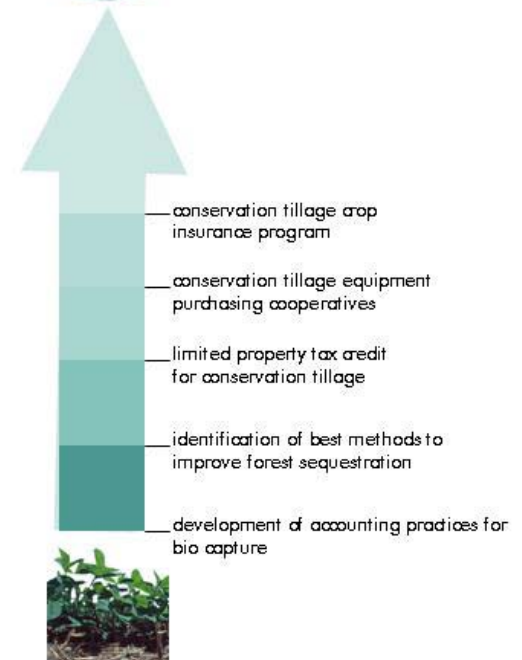 conservation tillage crop
insurance program
conservation tillage equipment
purchasing cooperatives
limited property tax credit
for conservation tillage
identification of best methods to
improve forest sequestration
development of accounting practices for
bio capture